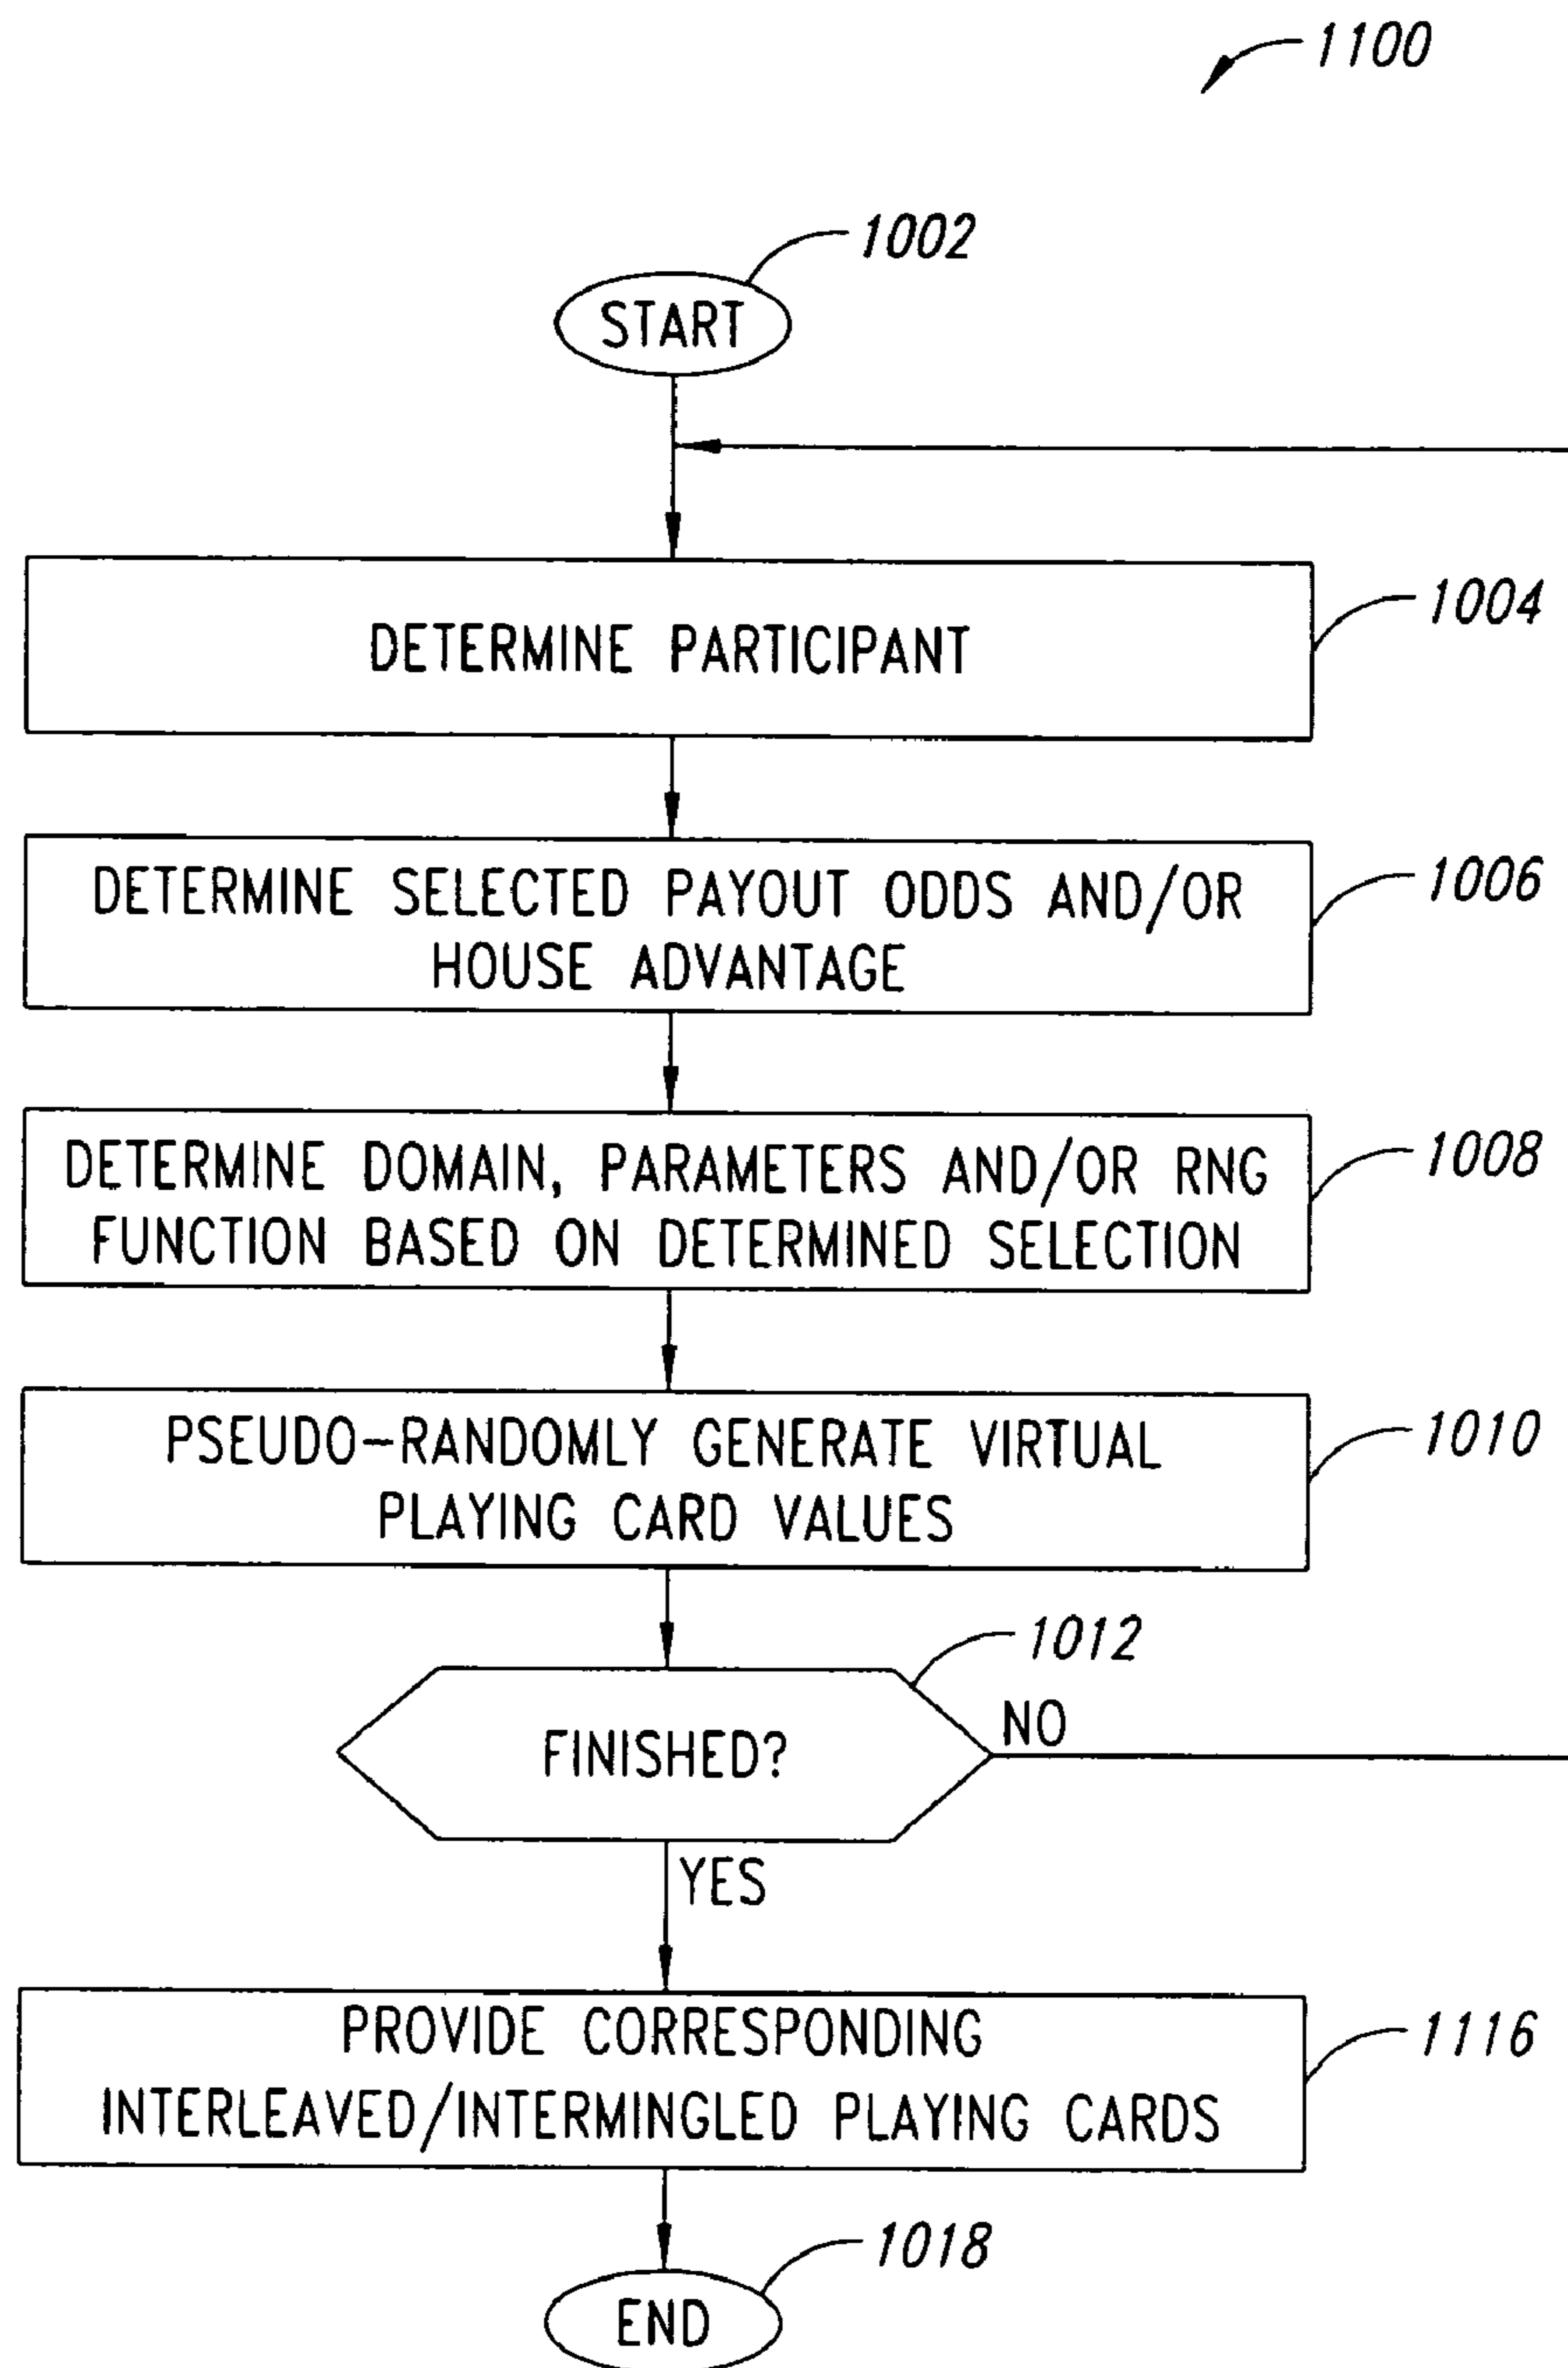 1100
1002
START
DETERMINE PARTICIPANT
1004
DETERMINE SELECTED PAYOUT ODDS AND/OR
HOUSE ADVANTAGE
1006
DETERMINE DOMAIN, PARAMETERS AND/OR RNG
FUNCTION BASED ON DETERMINED SELECTION
1008
PSEUDO-RANDOMLY GENERATE VIRTUAL
PLAYING CARD VALUES
1010
1012
FINISHED?
NO
YES
PROVIDE CORRESPONDING
INTERLEAVED/INTERMINGLED PLAYING CARDS
1116
1018
END